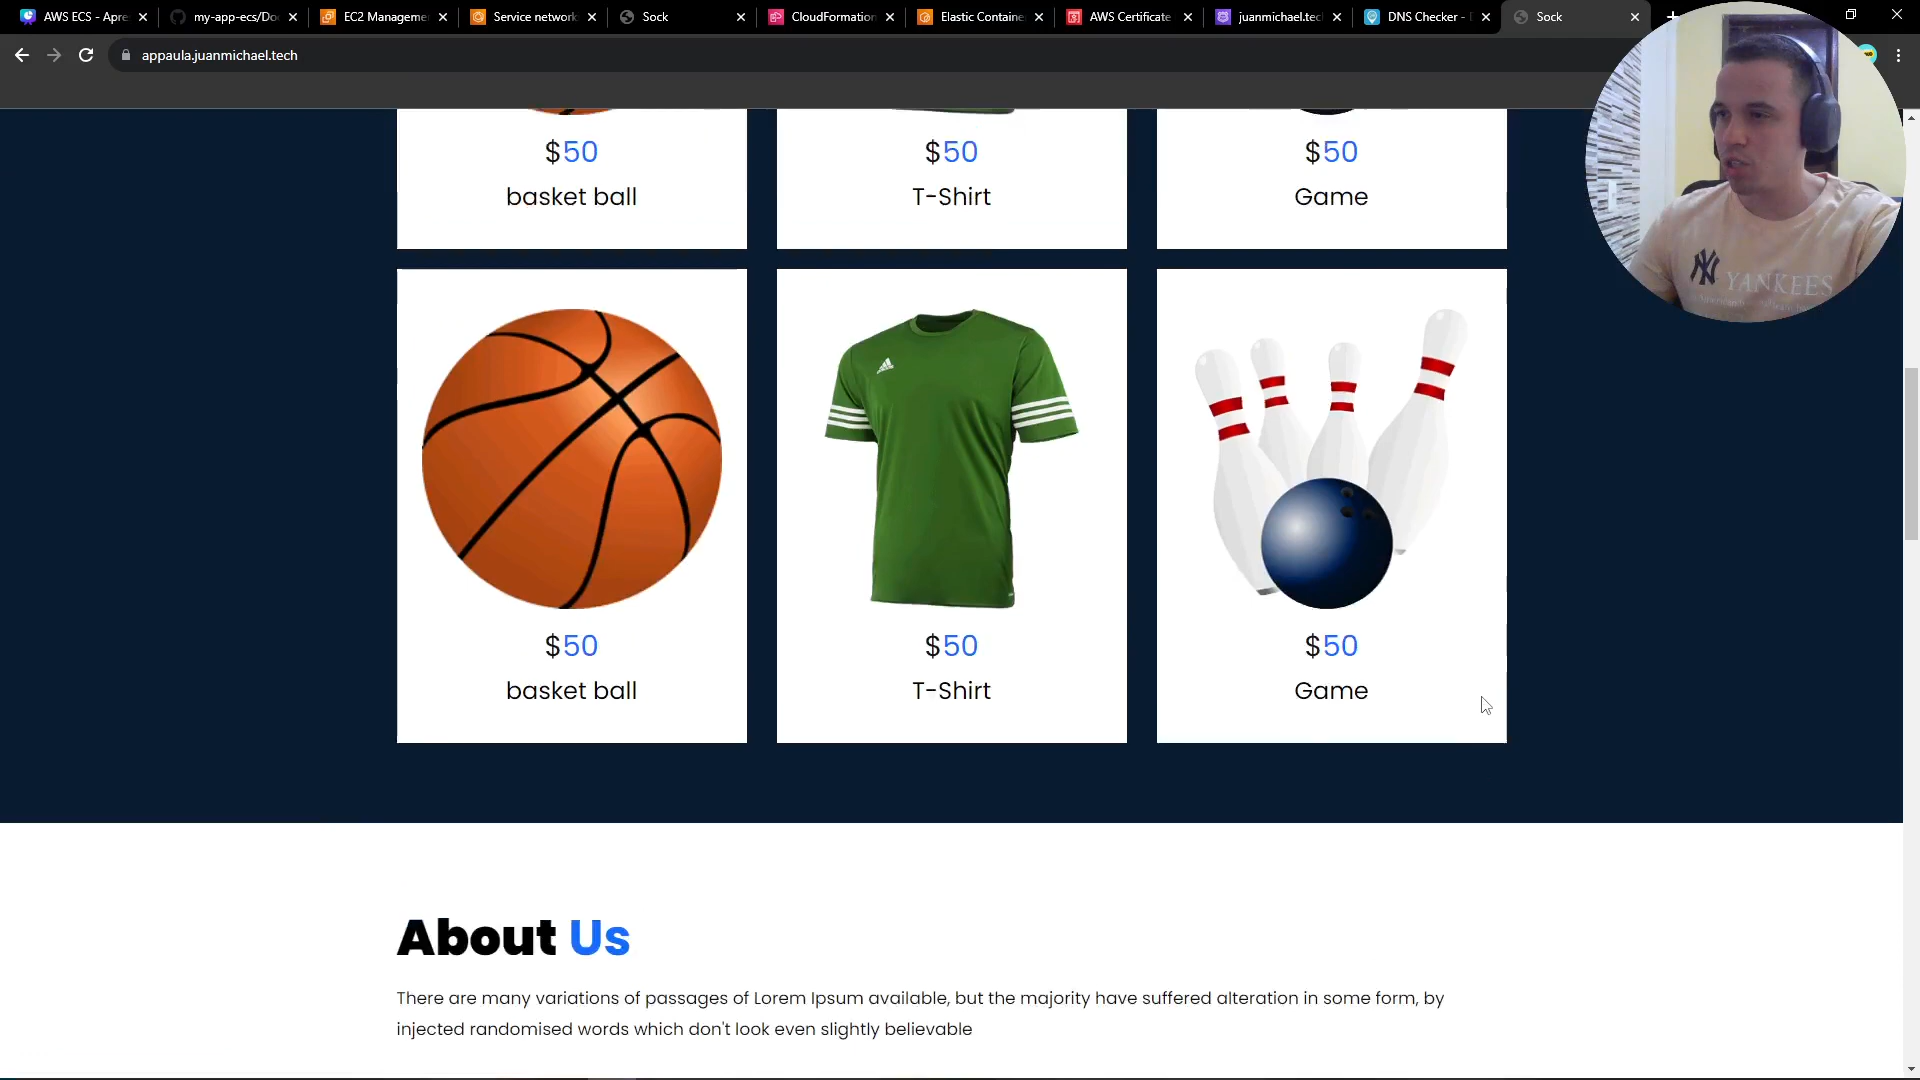 AWS ECS - Apre
my-app-ecs/Do
EC2 Manageme
Service network
Sock
CloudFormation
Elastic Containe
AWS Certificate
juanmichael.tec
DNS Checker -
Sock
appaula.juanmichael.tech
$50
$50
$50
basket ball
T-Shirt
Game
NY YANKEES
$50
$50
$50
basket ball
T-Shirt
Game
About Us
There are many variations of passages of Lorem Ipsum available, but the majority have suffered alteration in some form, by
injected randomised words which don't look even slightly believable